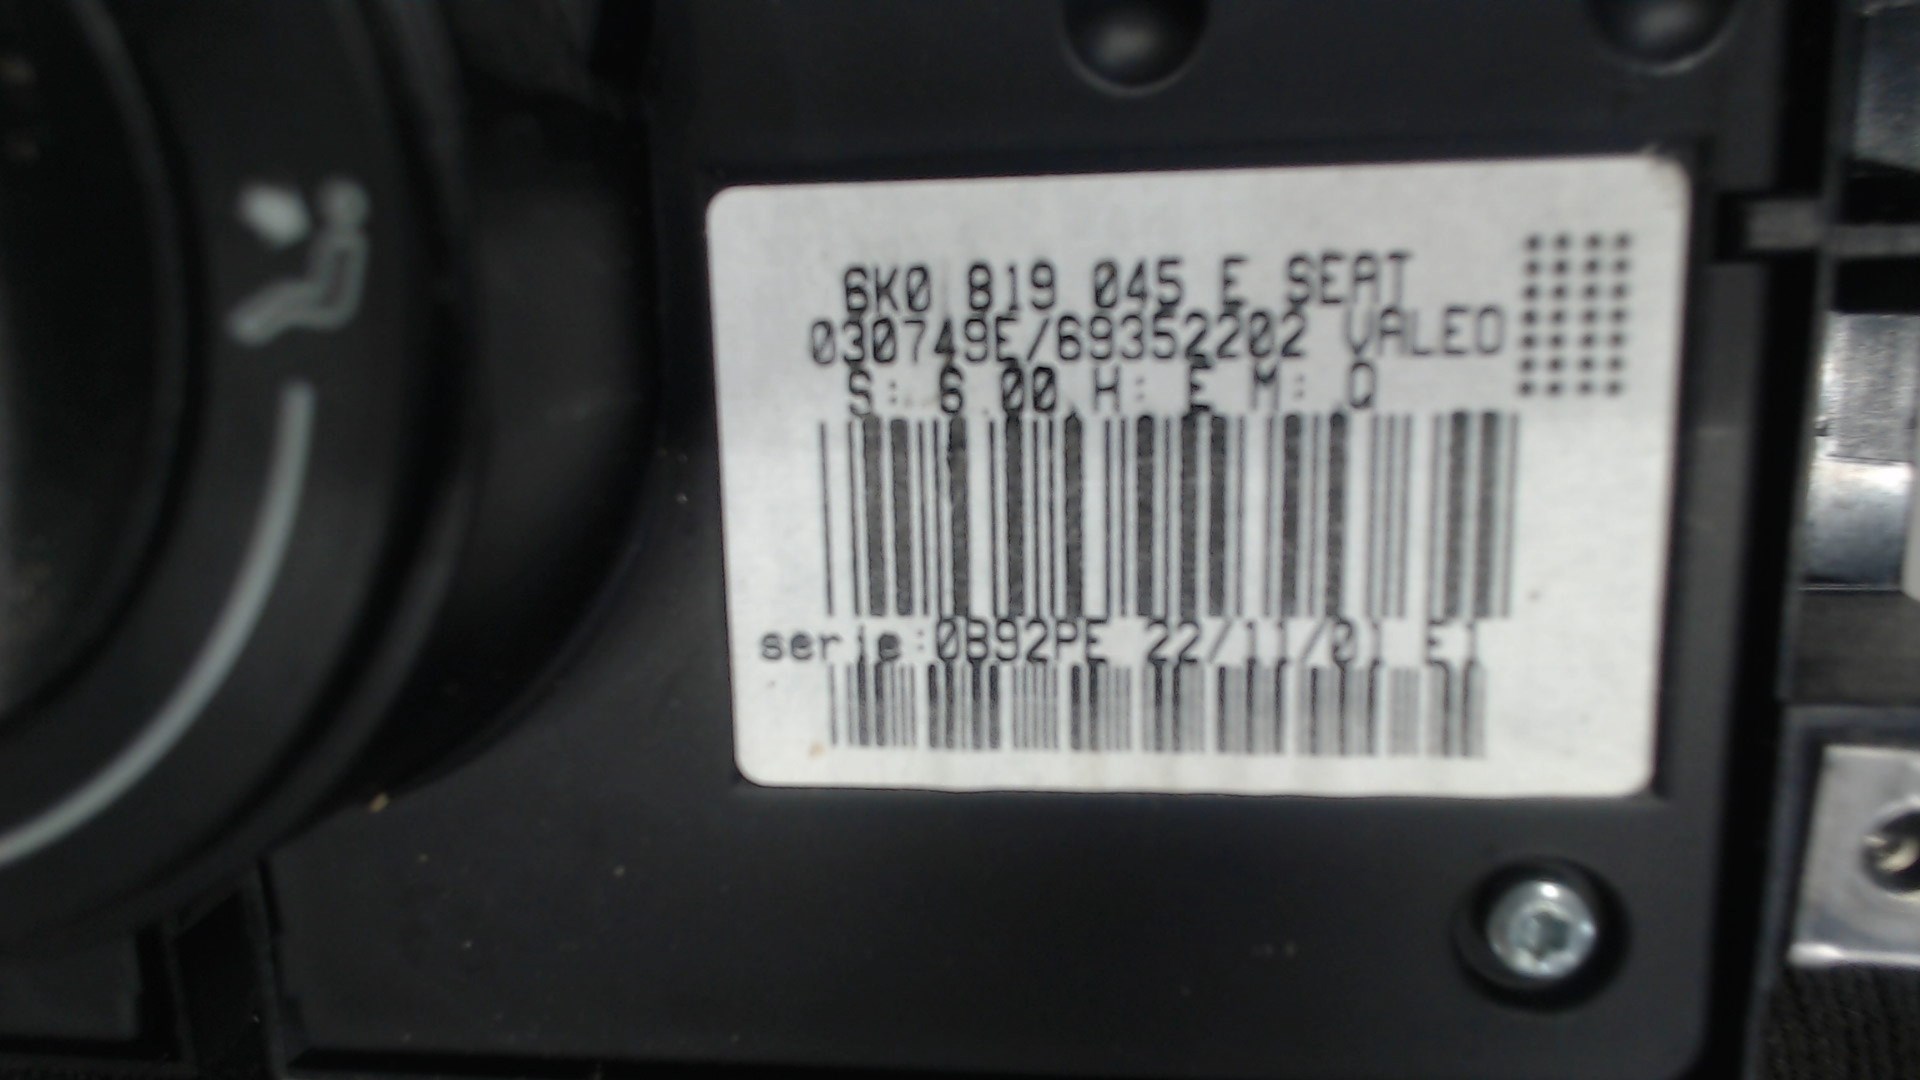 6K0 819 045 E SEAT
030749E/69352202 VALEO
S: 6.00 H: E M: Q
serie:0B92PE 22/11/01 E1